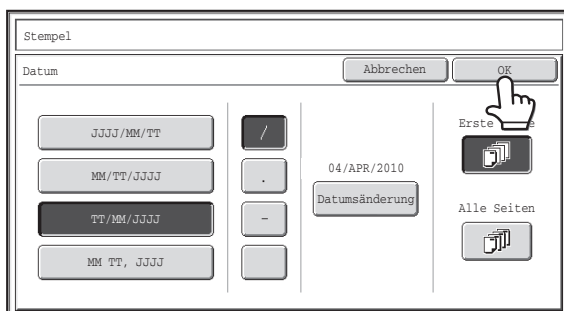 Stempel
Datum
Abbrechen
OK
JJJJ/MM/TT
MM/TT/JJJJ
TT/MM/JJJJ
MM TT, JJJJ
/
.
-
04/APR/2010
Datumsänderung
Erste
Alle Seiten